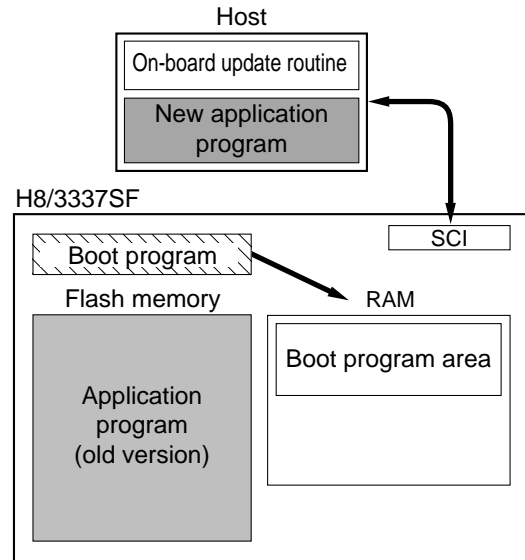 Host
On-board update routine
New application
program
H8/3337SF
SCI
Boot program
Flash memory
RAM
Boot program area
Application
program
(old version)